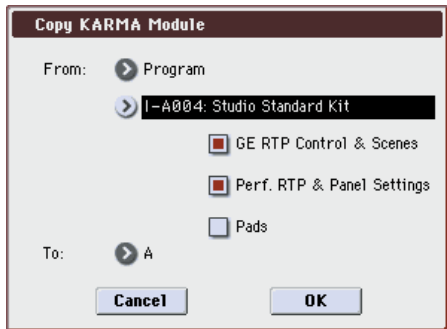 Copy KARMA Module
From: Program
I-A004: Studio Standard Kit
GE RTP Control & Scenes
Perf. RTP & Panel Settings
Pads
To: A
Cancel OK